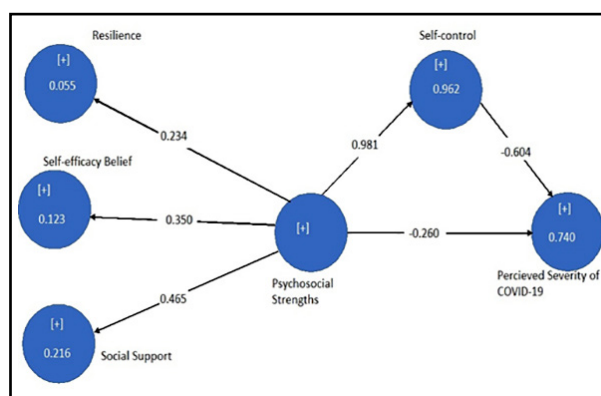 Resilience
Self-control
[+]
0.055
[+]
0.962
0.234
0.981
-0.604
Self-efficacy Belief
[+]
0.123
0.350
[+]
-0.260
[+]
0.740
Psychosocial
Strengths
Percieved Severity of
COVID-19
0.465
[+]
0.216
Social Support